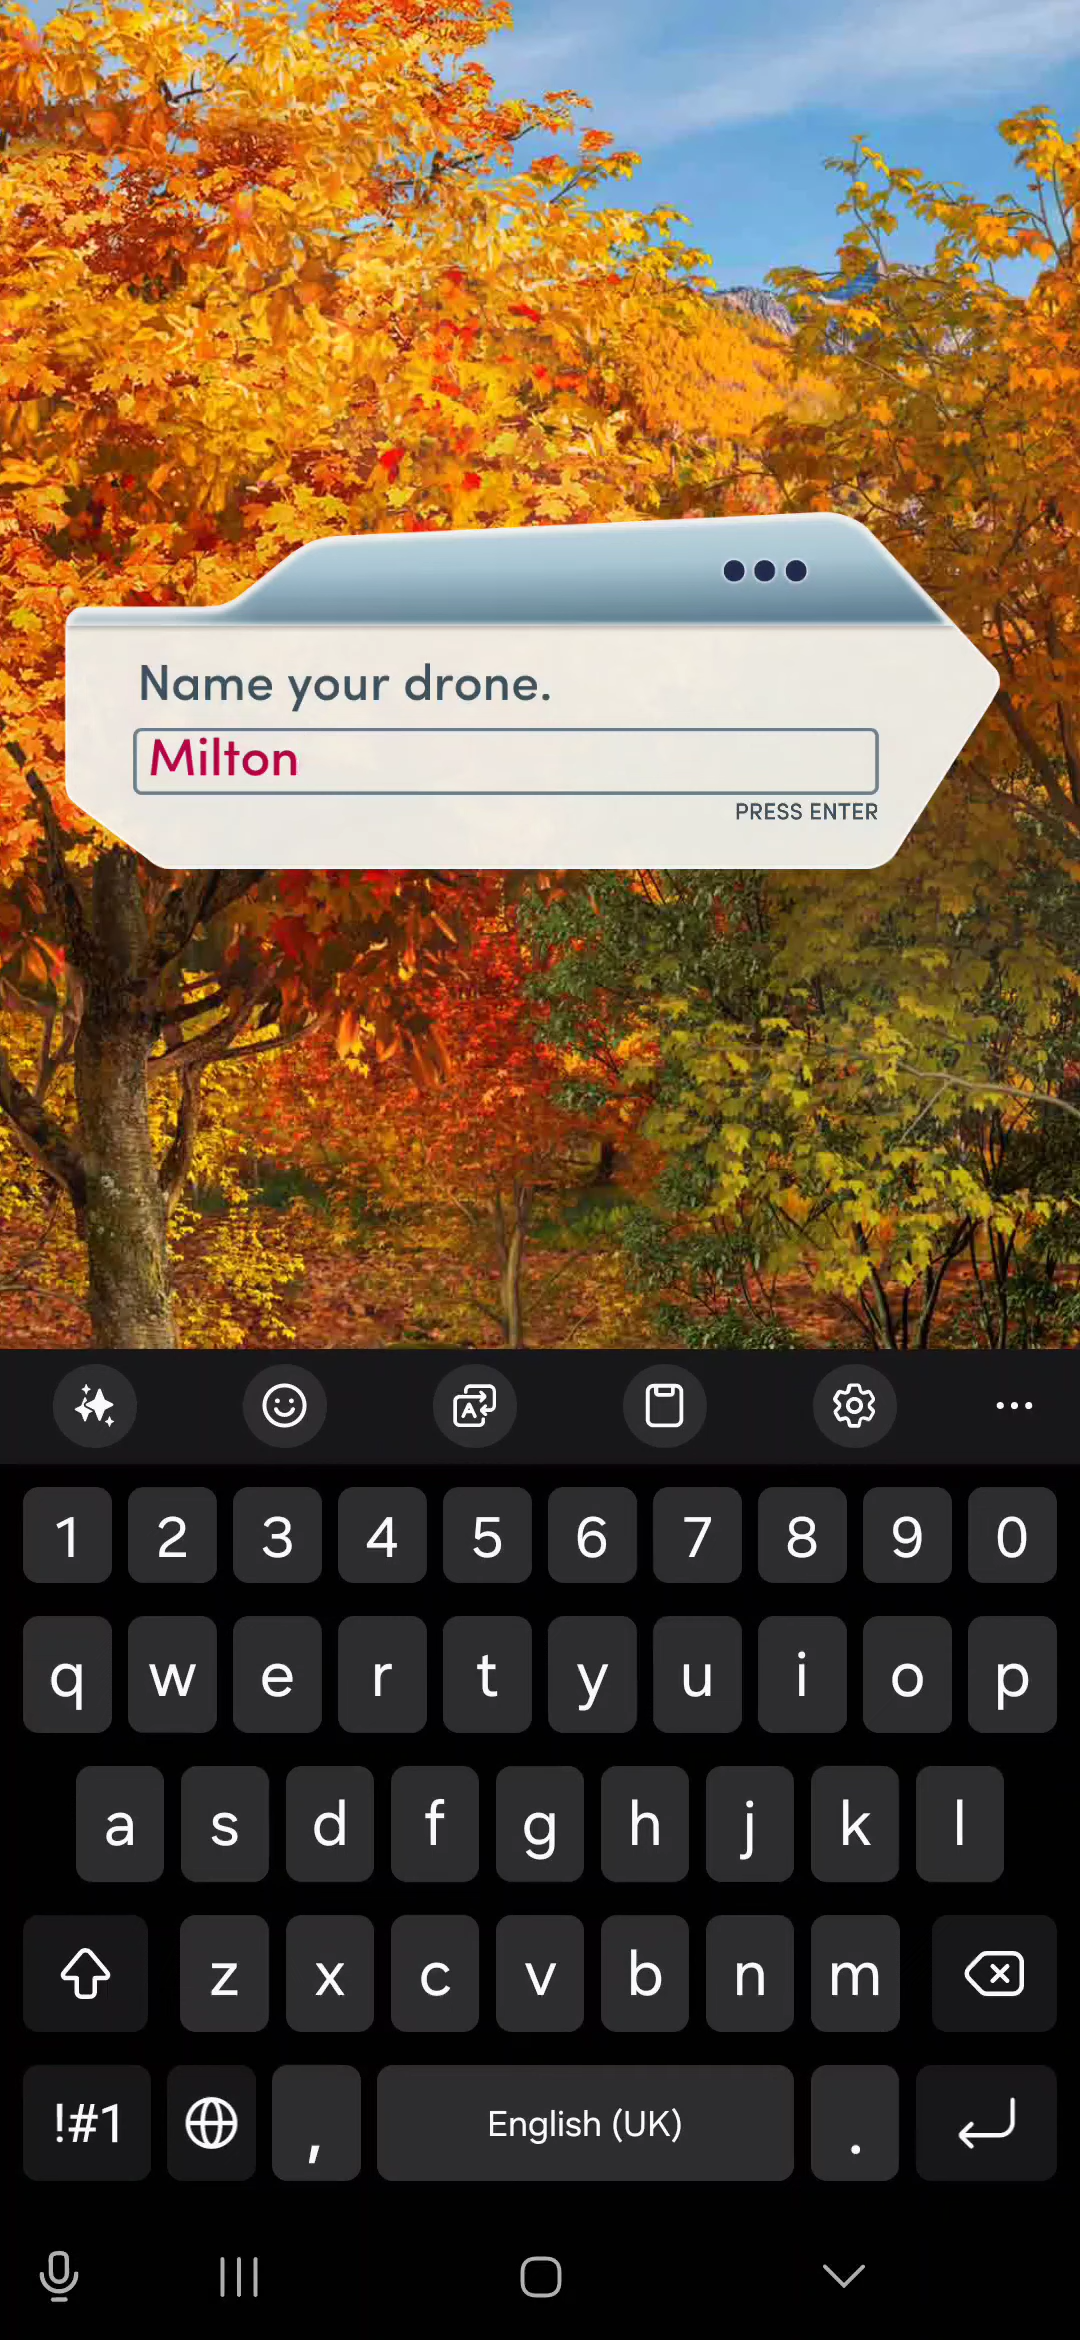 Name your drone.
Milton
PRESS ENTER
1 2 3 4 5 6 7 8 9 0
q w e r t y u i o p
a s d f g h j k l
z x c v b n m
!#1 , English (UK) .